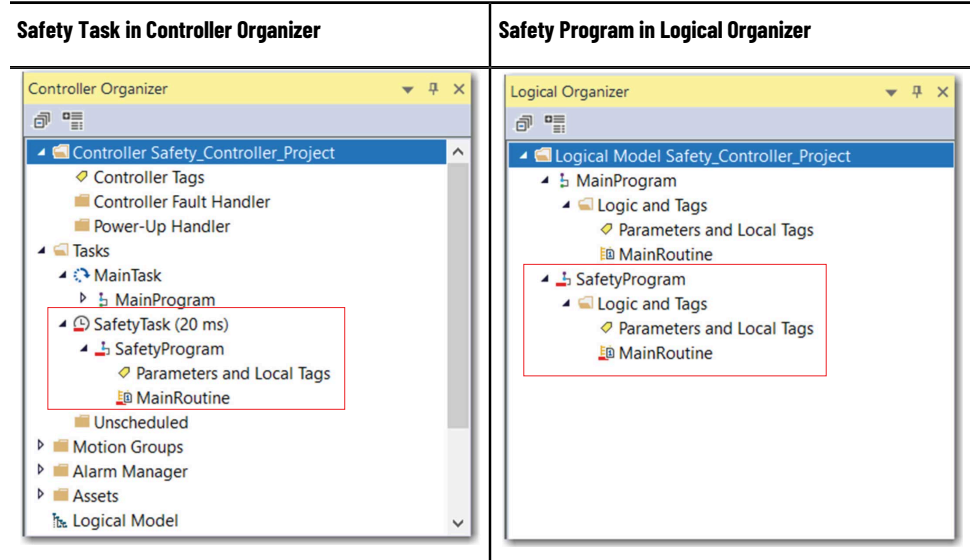 Safety Task in Controller Organizer
Safety Program in Logical Organizer
Controller Organizer
Controller Safety_Controller_Project
Controller Tags
Controller Fault Handler
Power-Up Handler
Tasks
MainTask
MainProgram
SafetyTask (20 ms)
SafetyProgram
Parameters and Local Tags
MainRoutine
Unscheduled
Motion Groups
Alarm Manager
Assets
Logical Model
Logical Organizer
Logical Model Safety_Controller_Project
MainProgram
Logic and Tags
Parameters and Local Tags
MainRoutine
SafetyProgram
Logic and Tags
Parameters and Local Tags
MainRoutine